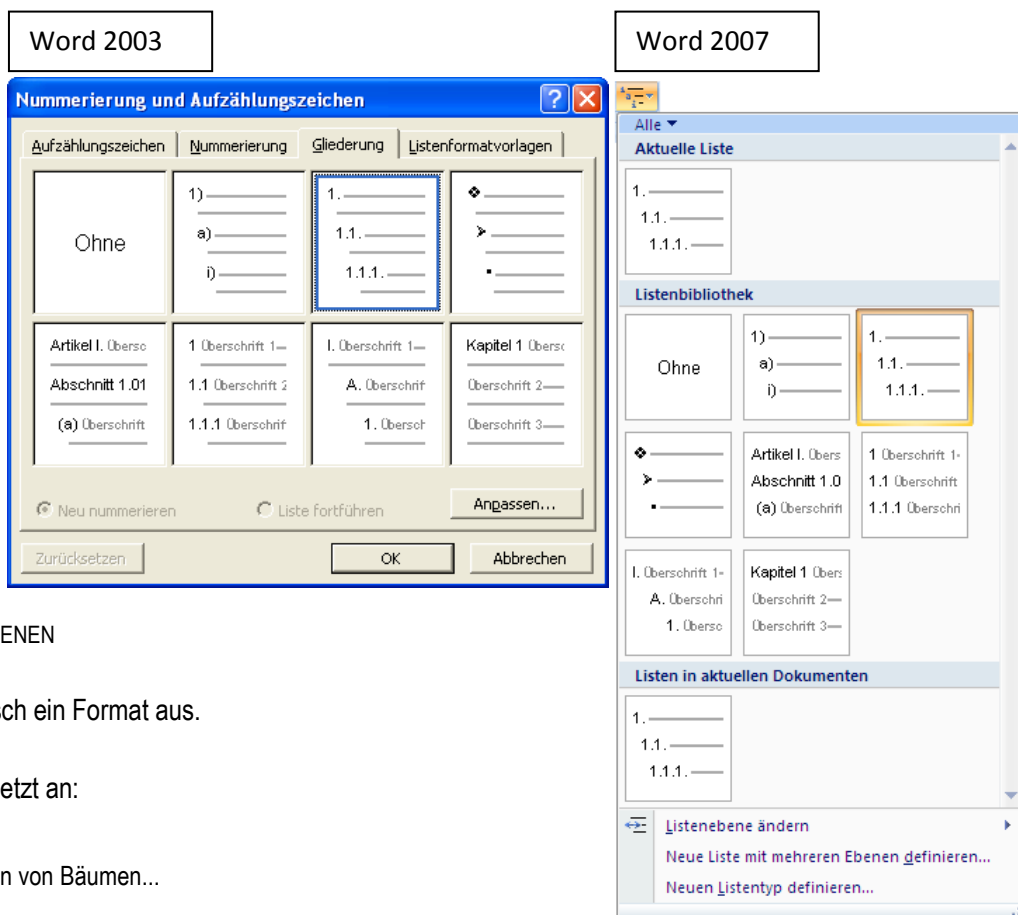 Word 2003
Nummerierung und Aufzählungszeichen
Aufzählungszeichen Nummerierung Gliederung Listenformatvorlagen
Ohne
1)
a)
i)
1.
1.1.
1.1.1.
Artikel I. Übersc
Abschnitt 1.01
(a) Überschrift
1 Überschrift 1
1.1 Überschrift 2
1.1.1 Überschrif
I. Überschrift 1
A. Überschrif
1. Übersch
Kapitel 1 Übersc
Überschrift 2
Überschrift 3
Neu nummerieren
Liste fortführen
Anpassen...
Zurücksetzen
OK
Abbrechen
ENEN
sch ein Format aus.
etzt an:
n von Bäumen...
Word 2007
Alle
Aktuelle Liste
1.
1.1.
1.1.1.
Listenbibliothek
Ohne
1)
a)
i)
1.
1.1.
1.1.1.
Artikel I. Übers
Abschnitt 1.0
(a) Überschrift
1 Überschrift 1
1.1 Überschrift
1.1.1 Überschri
I. Überschrift 1
A. Überschri
1. Übersc
Kapitel 1 Übers
Überschrift 2
Überschrift 3
Listen in aktuellen Dokumenten
1.
1.1.
1.1.1.
Listenebene ändern
Neue Liste mit mehreren Ebenen definieren...
Neuen Listentyp definieren...